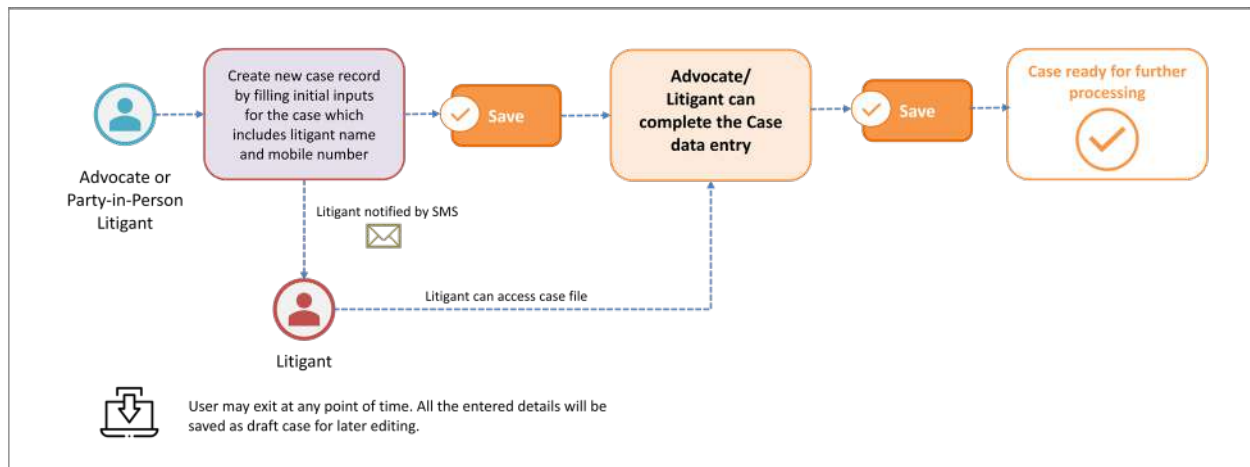 Create new case record
by filling initial inputs
for the case which
includes litigant name
and mobile number
Save
Advocate/
Litigant can
complete the Case
data entry
Save
Case ready for further
processing
Advocate or
Party-in-Person
Litigant
Litigant notified by SMS
Litigant can access case file
Litigant
User may exit at any point of time. All the entered details will be
saved as draft case for later editing.